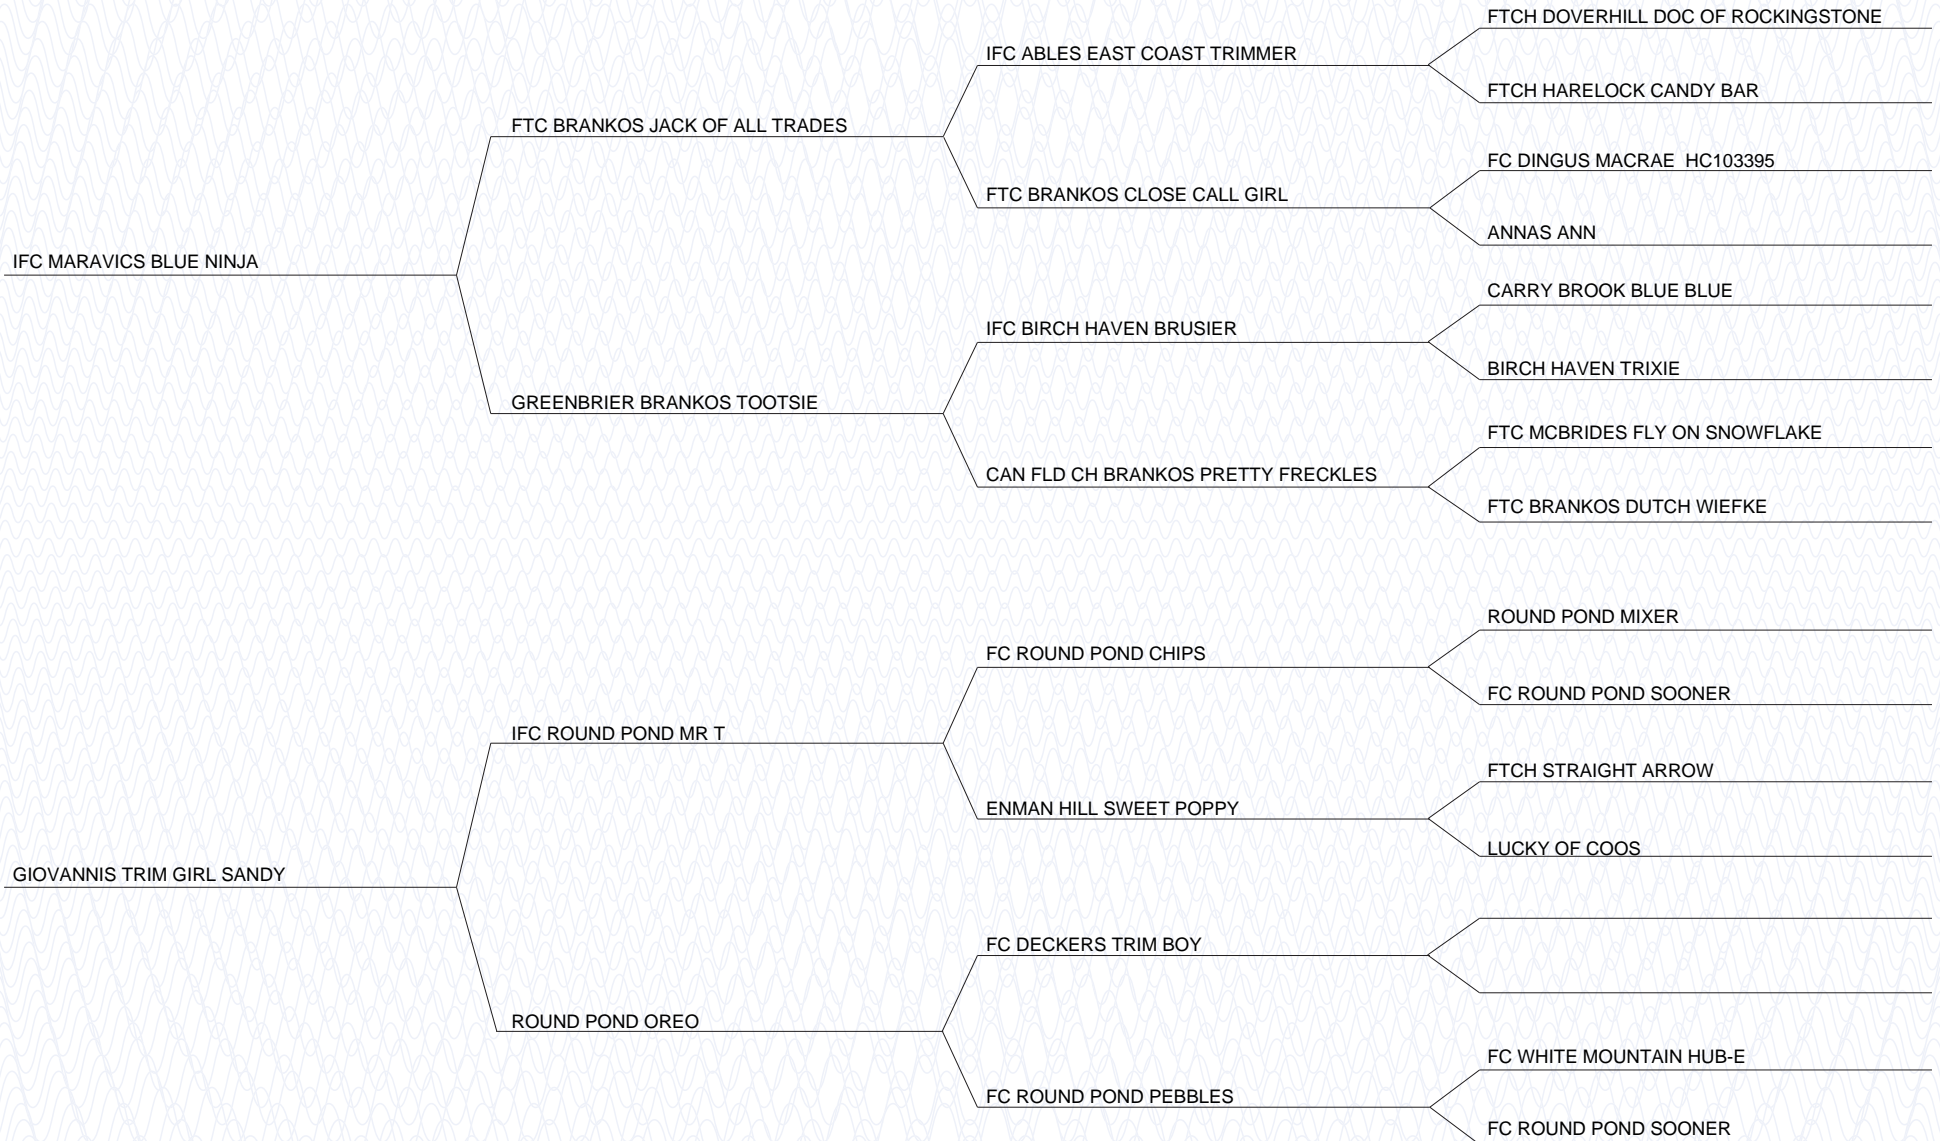 FTCH DOVERHILL DOC OF ROCKINGSTONE
IFC ABLES EAST COAST TRIMMER
FTCH HARELOCK CANDY BAR
FTC BRANKOS JACK OF ALL TRADES
FC DINGUS MACRAE  HC103395
FTC BRANKOS CLOSE CALL GIRL
ANNAS ANN
IFC MARAVICS BLUE NINJA
CARRY BROOK BLUE BLUE
IFC BIRCH HAVEN BRUSIER
BIRCH HAVEN TRIXIE
GREENBRIER BRANKOS TOOTSIE
FTC MCBRIDES FLY ON SNOWFLAKE
CAN FLD CH BRANKOS PRETTY FRECKLES
FTC BRANKOS DUTCH WIEFKE
ROUND POND MIXER
FC ROUND POND CHIPS
FC ROUND POND SOONER
IFC ROUND POND MR T
FTCH STRAIGHT ARROW
ENMAN HILL SWEET POPPY
LUCKY OF COOS
GIOVANNIS TRIM GIRL SANDY
FC DECKERS TRIM BOY
ROUND POND OREO
FC WHITE MOUNTAIN HUB-E
FC ROUND POND PEBBLES
FC ROUND POND SOONER